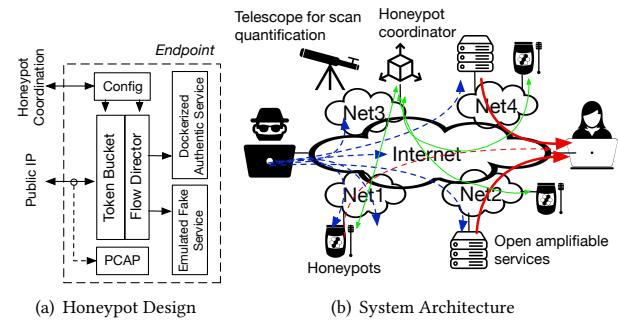 Endpoint
Honeypot
Coordination
Config
Public IP
Token Bucket
Flow Director
Dockerized
Authentic Service
Emulated Fake
Service
PCAP
(a) Honeypot Design
Telescope for scan
quantification
Honeypot
coordinator
Net3
Net4
Internet
Net1
Net2
Honeypots
Open amplifiable
services
(b) System Architecture